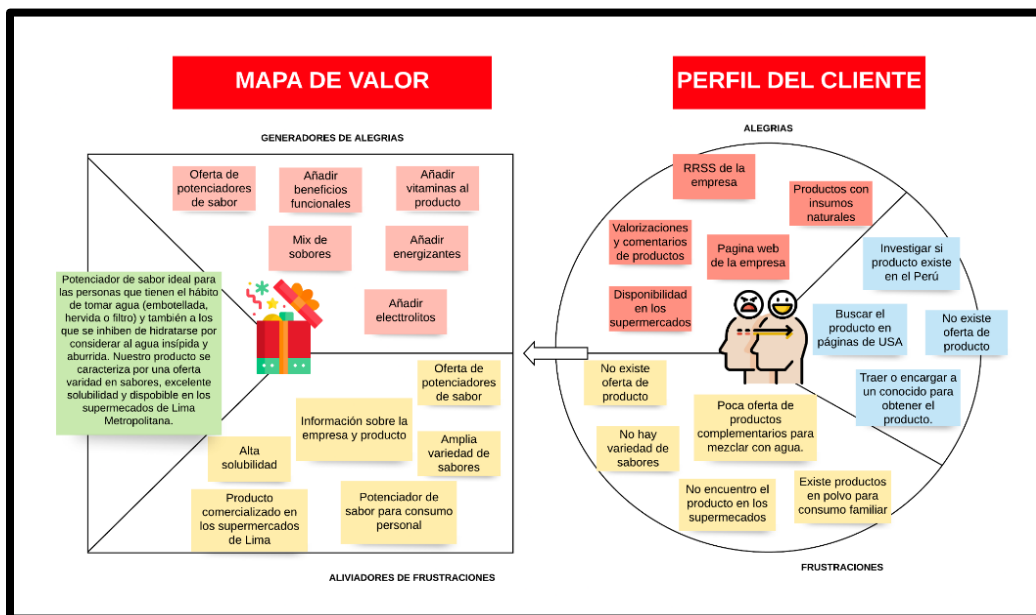 MAPA DE VALOR
GENERADORES DE ALEGRIAS
Oferta de
potenciadores
de sabor
Añadir
beneficios
funcionales
Añadir
vitaminas al
producto
Mix de
sobores
Añadir
energizantes
Añadir
electtrolitos
Potenciador de sabor ideal para
las personas que tienen el hábito
de tomar agua (embotellada,
hervida o filtro) y también a los
que se inhiben de hidratarse por
considerar al agua insípida y
aburrida. Nuestro producto se
caracteriza por una oferta
varidad en sabores, excelente
solubilidad y dispobile en los
supermecados de Lima
Metropolitana.
Oferta de
potenciadores
de sabor
Información sobre la
empresa y producto
Amplia
variedad de
sabores
Alta
solubilidad
Producto
comercializado en
los supermercados
de Lima
Potenciador de
sabor para consumo
personal
ALIVIADORES DE FRUSTRACIONES
PERFIL DEL CLIENTE
ALEGRIAS
RRSS de la
empresa
Productos con
insumos
naturales
Valorizaciones
y comentarios
de productos
Pagina web
de la empresa
Disponibilidad
en los
supermercados
Investigar si
producto existe
en el Perú
Buscar el
producto en
páginas de USA
No existe
oferta de
producto
Traer o encargar a
un conocido para
obtener el
producto.
No existe
oferta de
producto
Poca oferta de
productos
complementarios para
mezclar con agua.
No hay
variedad de
sabores
No encuentro el
producto en los
supermecados
Existe productos
en polvo para
consumo familiar
FRUSTRACIONES